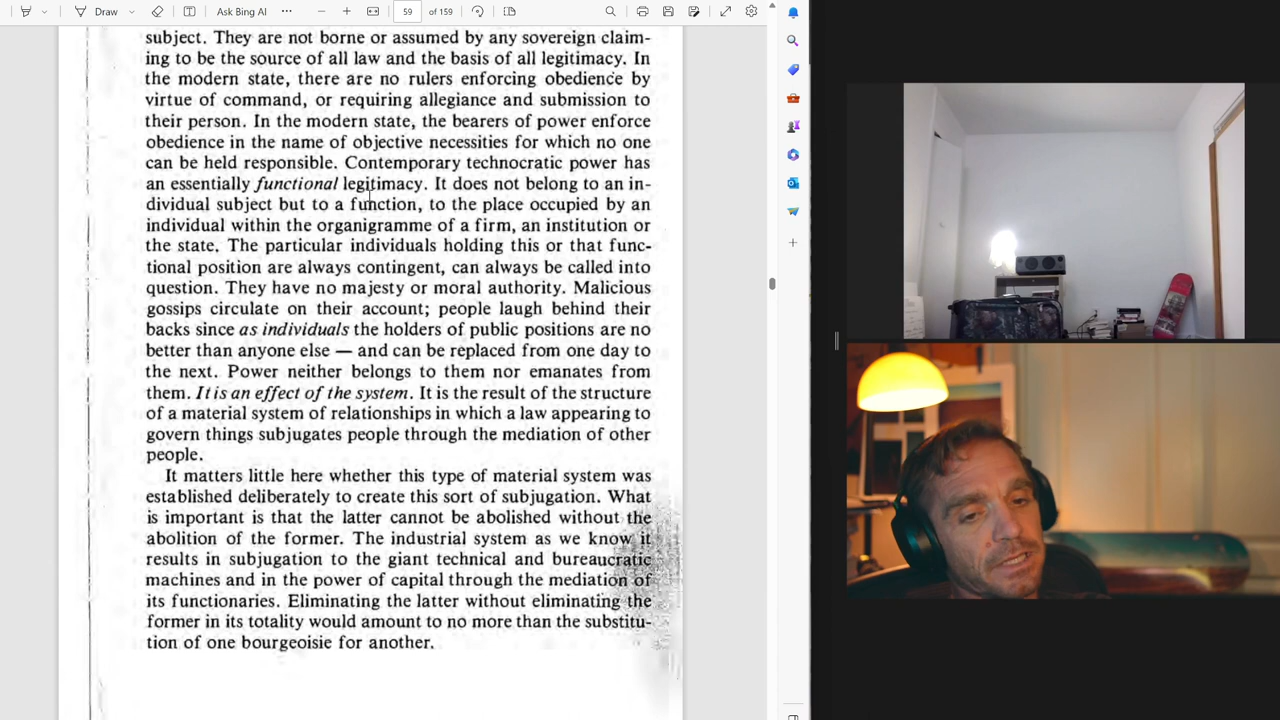 Draw
Ask Bing AI
59 of 159
subject. They are not borne or assumed by any sovereign claim-
ing to be the source of all law and the basis of all legitimacy. In
the modern state, there are no rulers enforcing obedience by
virtue of command, or requiring allegiance and submission to
their person. In the modern state, the bearers of power enforce
obedience in the name of objective necessities for which no one
can be held responsible. Contemporary technocratic power has
an essentially functional legitimacy. It does not belong to an in-
dividual subject but to a function, to the place occupied by an
individual within the organigramme of a firm, an institution or
the state. The particular individuals holding this or that func-
tional position are always contingent, can always be called into
question. They have no majesty or moral authority. Malicious
gossips circulate on their account; people laugh behind their
backs since as individuals the holders of public positions are no
better than anyone else — and can be replaced from one day to
the next. Power neither belongs to them nor emanates from
them. It is an effect of the system. It is the result of the structure
of a material system of relationships in which a law appearing to
govern things subjugates people through the mediation of other
people.
It matters little here whether this type of material system was
established deliberately to create this sort of subjugation. What
is important is that the latter cannot be abolished without the
abolition of the former. The industrial system as we know it
results in subjugation to the giant technical and bureaucratic
machines and in the power of capital through the mediation of
its functionaries. Eliminating the latter without eliminating the
former in its totality would amount to no more than the substitu-
tion of one bourgeoisie for another.